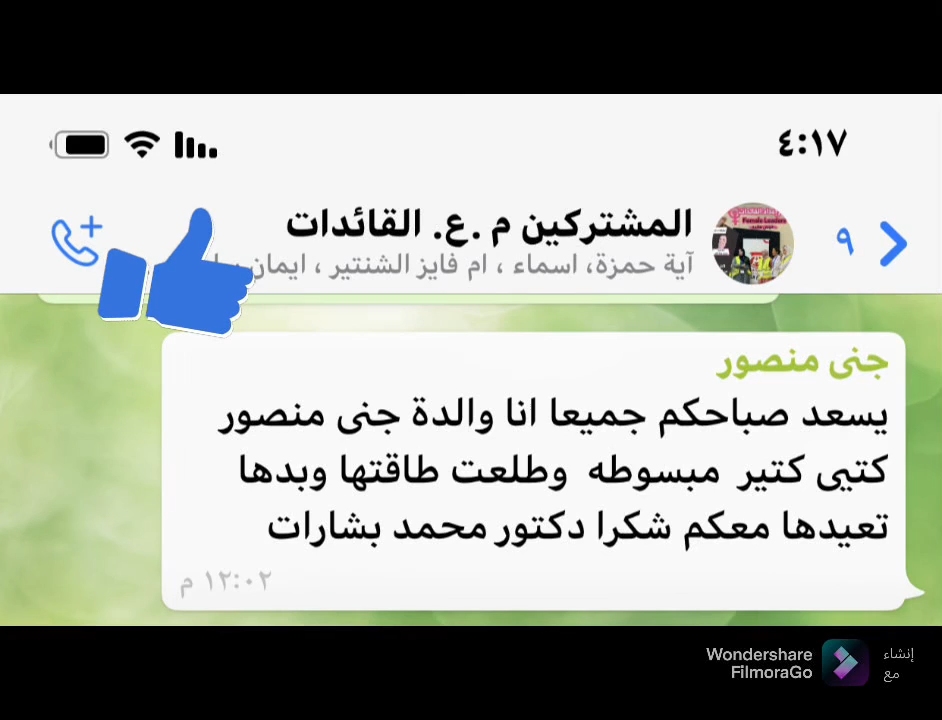 ٤:١٧
٩
المشتركين م .ع. القائدات
آية حمزة، اسماء ، ام فايز الشنتير ، ايمان
Female Leaders
جنى منصور
يسعد صباحكم جميعا انا والدة جنى منصور
كتيى كتير مبسوطه وطلعت طاقتها وبدها
تعيدها معكم شكرا دكتور محمد بشارات
١٢:٠٢ م
إنشاء
مع
Wondershare
FilmoraGo